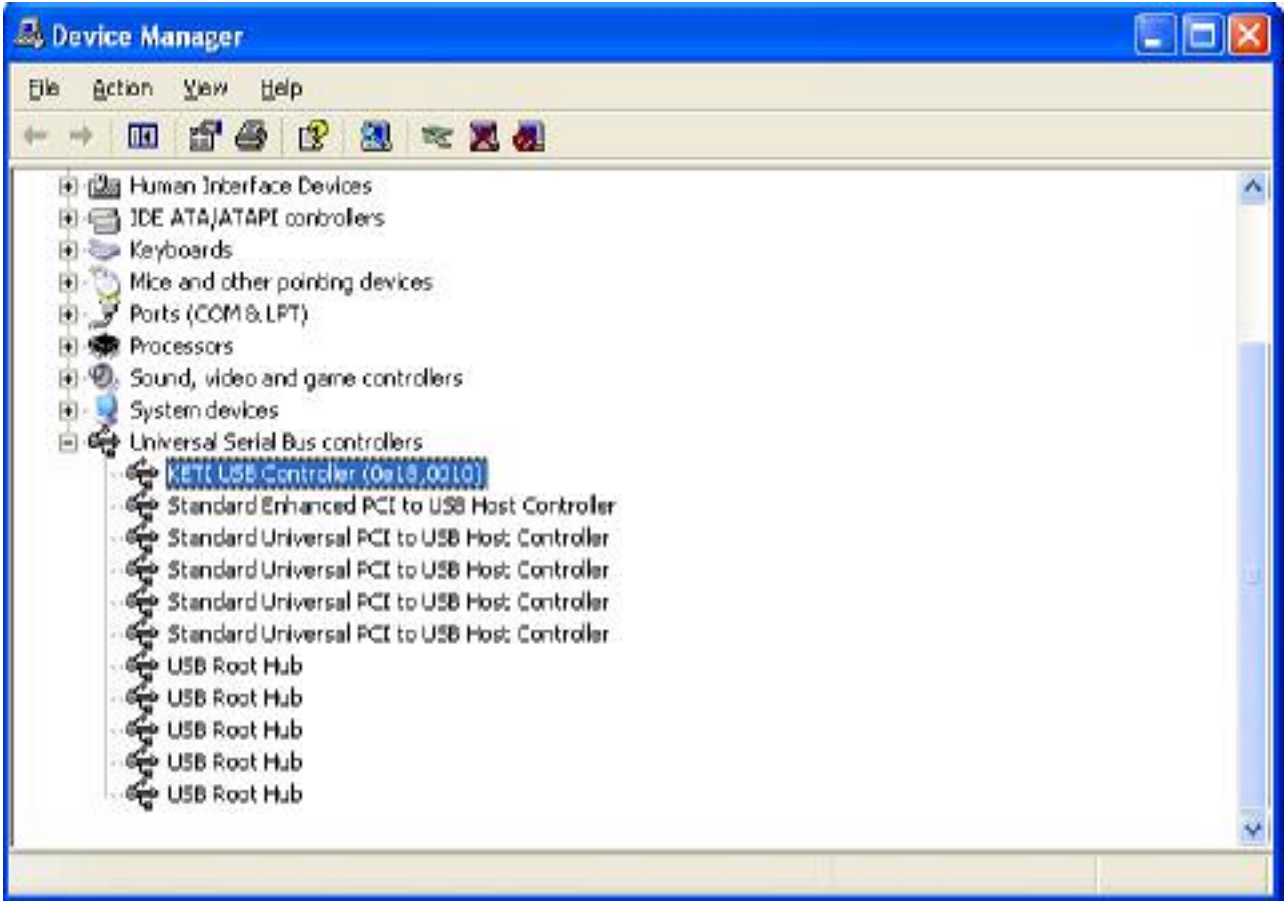 Device Manager
File Action View Help
Human Interface Devices
IDE ATA/ATAPI controllers
Keyboards
Mice and other pointing devices
Ports (COM & LPT)
Processors
Sound, video and game controllers
System devices
Universal Serial Bus controllers
KETI USB Controller (0e18,0010)
Standard Enhanced PCI to USB Host Controller
Standard Universal PCI to USB Host Controller
Standard Universal PCI to USB Host Controller
Standard Universal PCI to USB Host Controller
Standard Universal PCI to USB Host Controller
USB Root Hub
USB Root Hub
USB Root Hub
USB Root Hub
USB Root Hub